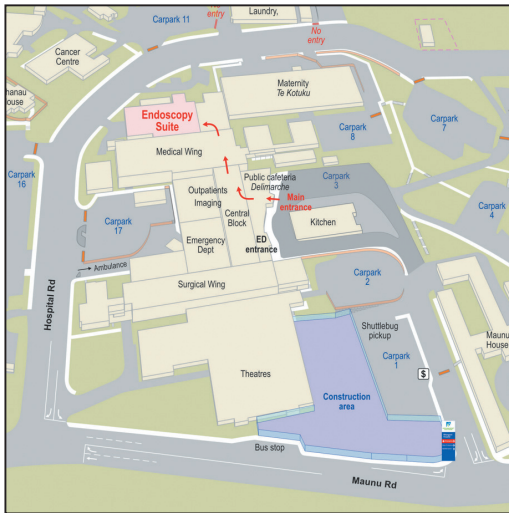 Carpark 11
No
entry
Laundry,
No
entry
Cancer
Centre
hanau
ouse
Maternity
Te Kotuku
Endoscopy
Suite
Carpark
7
Carpark
8
Medical Wing
Carpark
16
Public cafeteria
Delimarche
Carpark
3
Outpatients
Imaging
Main
entrance
Carpark
4
Central
Block
Kitchen
Carpark
17
Emergency
Dept
ED
entrance
Ambulance
Carpark
2
Surgical Wing
Hospital Rd
Shuttlebug
pickup
Carpark
1
Maunu
House
$
Theatres
Construction
area
Bus stop
Maunu Rd